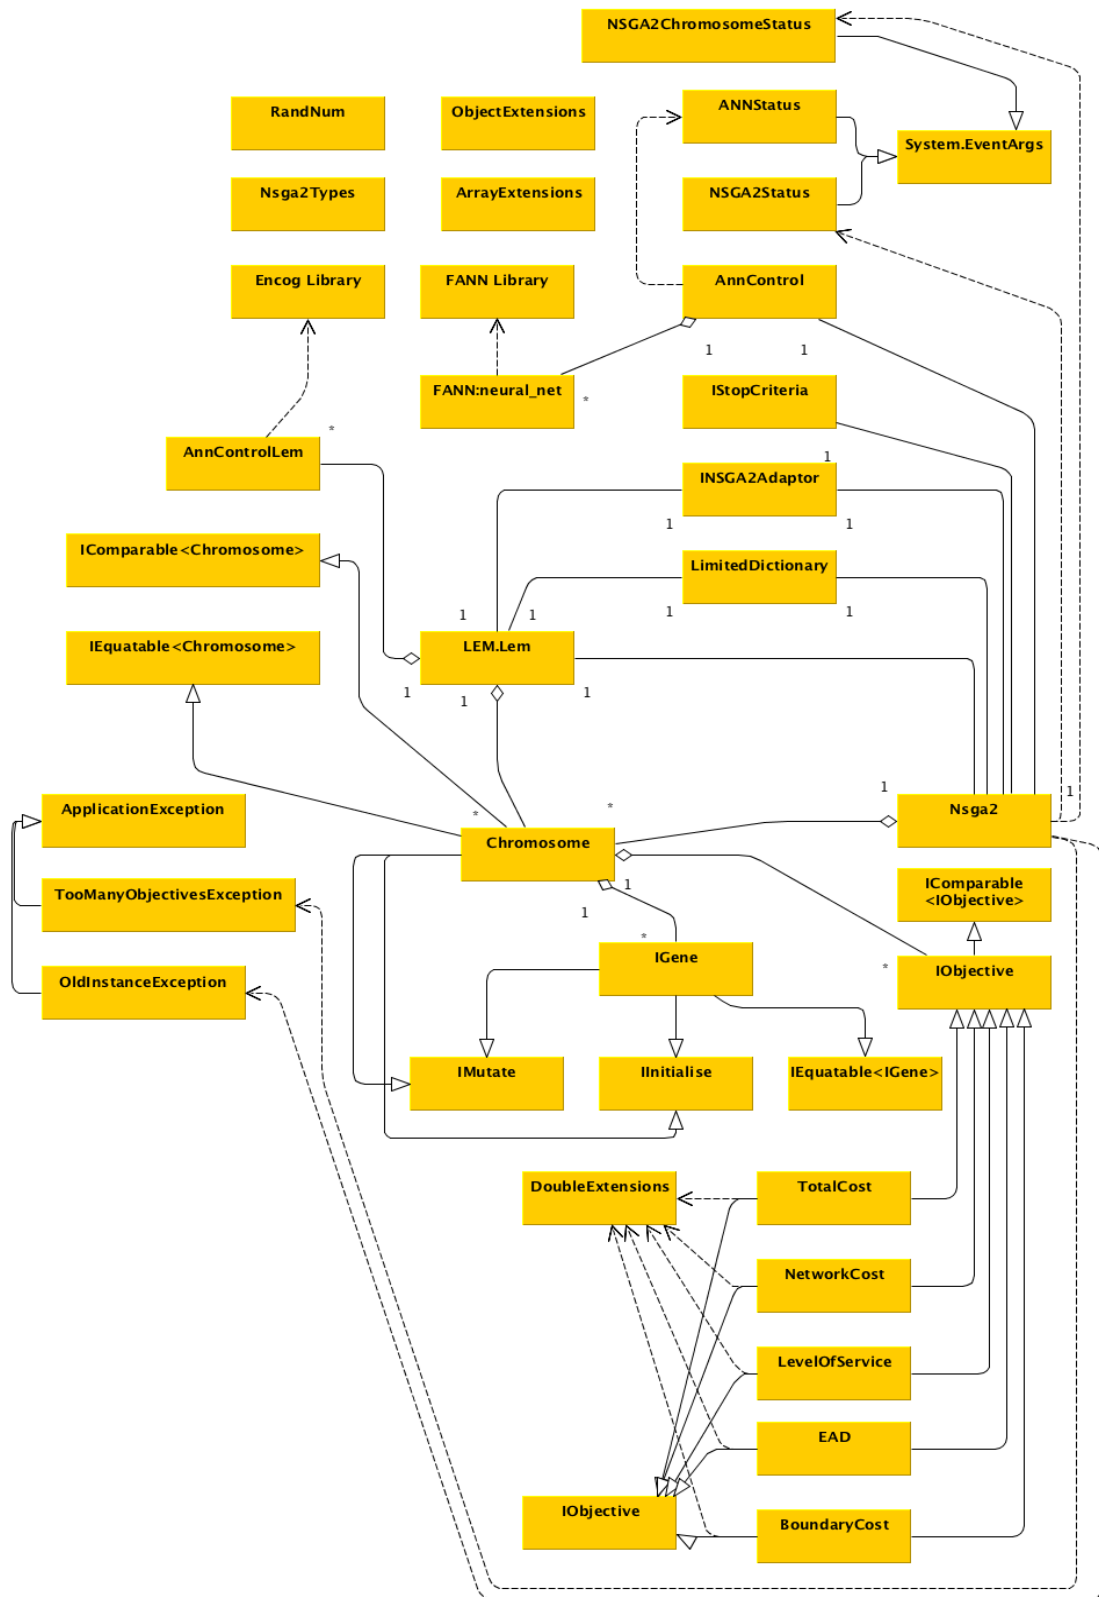 NSGA2ChromosomeStatus
RandNum
ObjectExtensions
ANNStatus
System.EventArgs
Nsga2Types
ArrayExtensions
NSGA2Status
Encog Library
FANN Library
AnnControl
1
1
FANN:neural_net
*
IStopCriteria
*
AnnControlLem
1
INSGA2Adaptor
1
1
IComparable<Chromosome>
LimitedDictionary
1
1
1
1
IEquatable<Chromosome>
LEM.Lem
1
1
1
ApplicationException
*
*
1
Nsga2
1
Chromosome
TooManyObjectivesException
1
1
IComparable
<IObjective>
*
IGene
*
IObjective
OldInstanceException
IMutate
IInitialise
IEquatable<IGene>
DoubleExtensions
TotalCost
NetworkCost
LevelOfService
EAD
IObjective
BoundaryCost